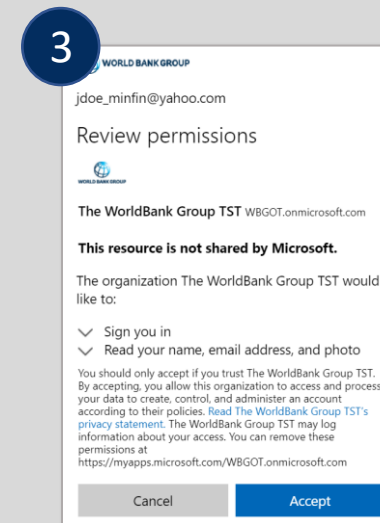 3
WORLD BANK GROUP
jdoe_minfin@yahoo.com
Review permissions
WORLD BANK GROUP
The WorldBank Group TST WBGOT.onmicrosoft.com
This resource is not shared by Microsoft.
The organization The WorldBank Group TST would
like to:
Sign you in
Read your name, email address, and photo
You should only accept if you trust The WorldBank Group TST.
By accepting, you allow this organization to access and process
your data to create, control, and administer an account
according to their policies. Read The WorldBank Group TST's
privacy statement. The WorldBank Group TST may log
information about your access. You can remove these
permissions at
https://myapps.microsoft.com/WBGOT.onmicrosoft.com
Cancel
Accept